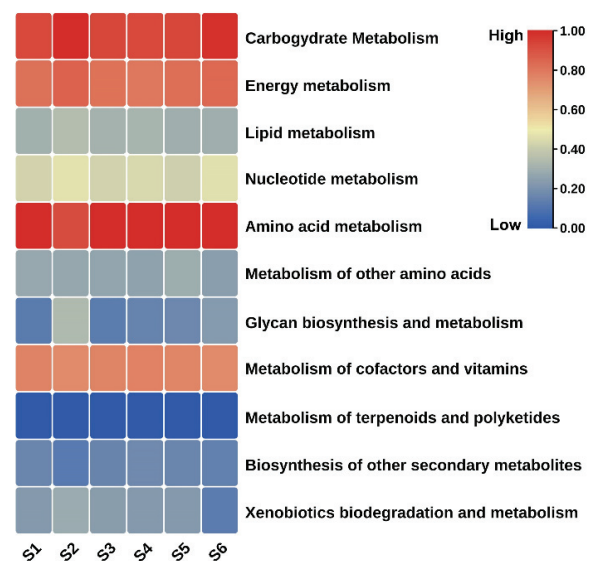 Carbogydrate Metabolism
Energy metabolism
Lipid metabolism
Nucleotide metabolism
Amino acid metabolism
Metabolism of other amino acids
Glycan biosynthesis and metabolism
Metabolism of cofactors and vitamins
Metabolism of terpenoids and polyketides
Biosynthesis of other secondary metabolites
Xenobiotics biodegradation and metabolism
High
Low
1.00
0.80
0.60
0.40
0.20
0.00
S1 S2 S3 S4 S5 S6